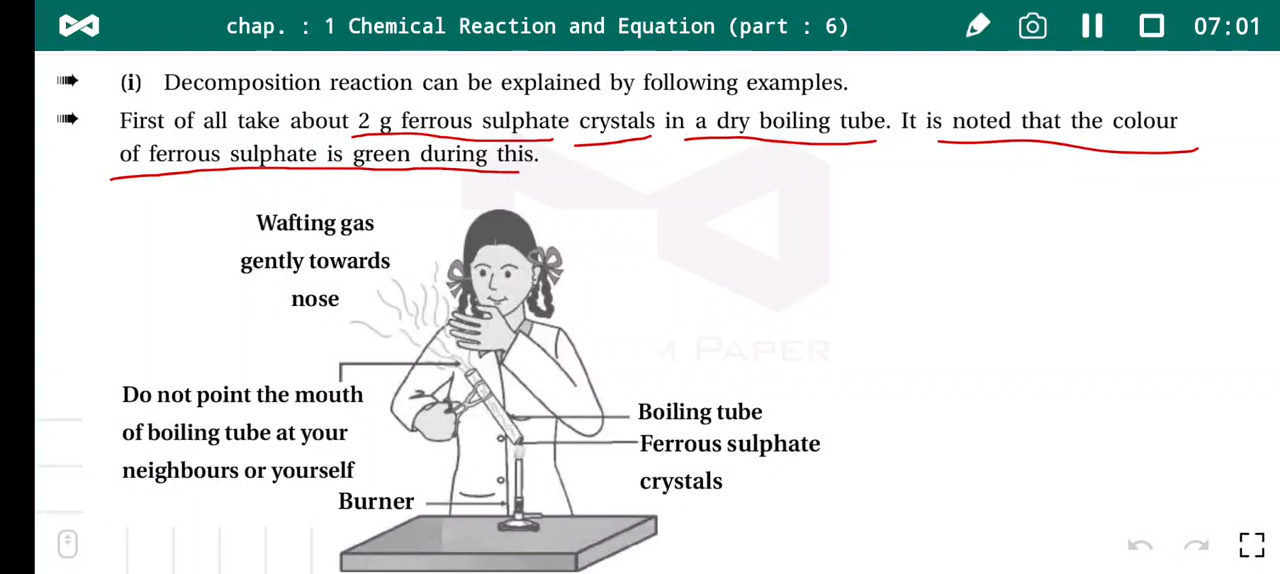 chap. : 1 Chemical Reaction and Equation (part : 6)
07:01
(i) Decomposition reaction can be explained by following examples.
First of all take about 2 g ferrous sulphate crystals in a dry boiling tube. It is noted that the colour
of ferrous sulphate is green during this.
Wafting gas
gently towards
nose
PAPER
Do not point the mouth
of boiling tube at your
neighbours or yourself
Boiling tube
Ferrous sulphate
crystals
Burner